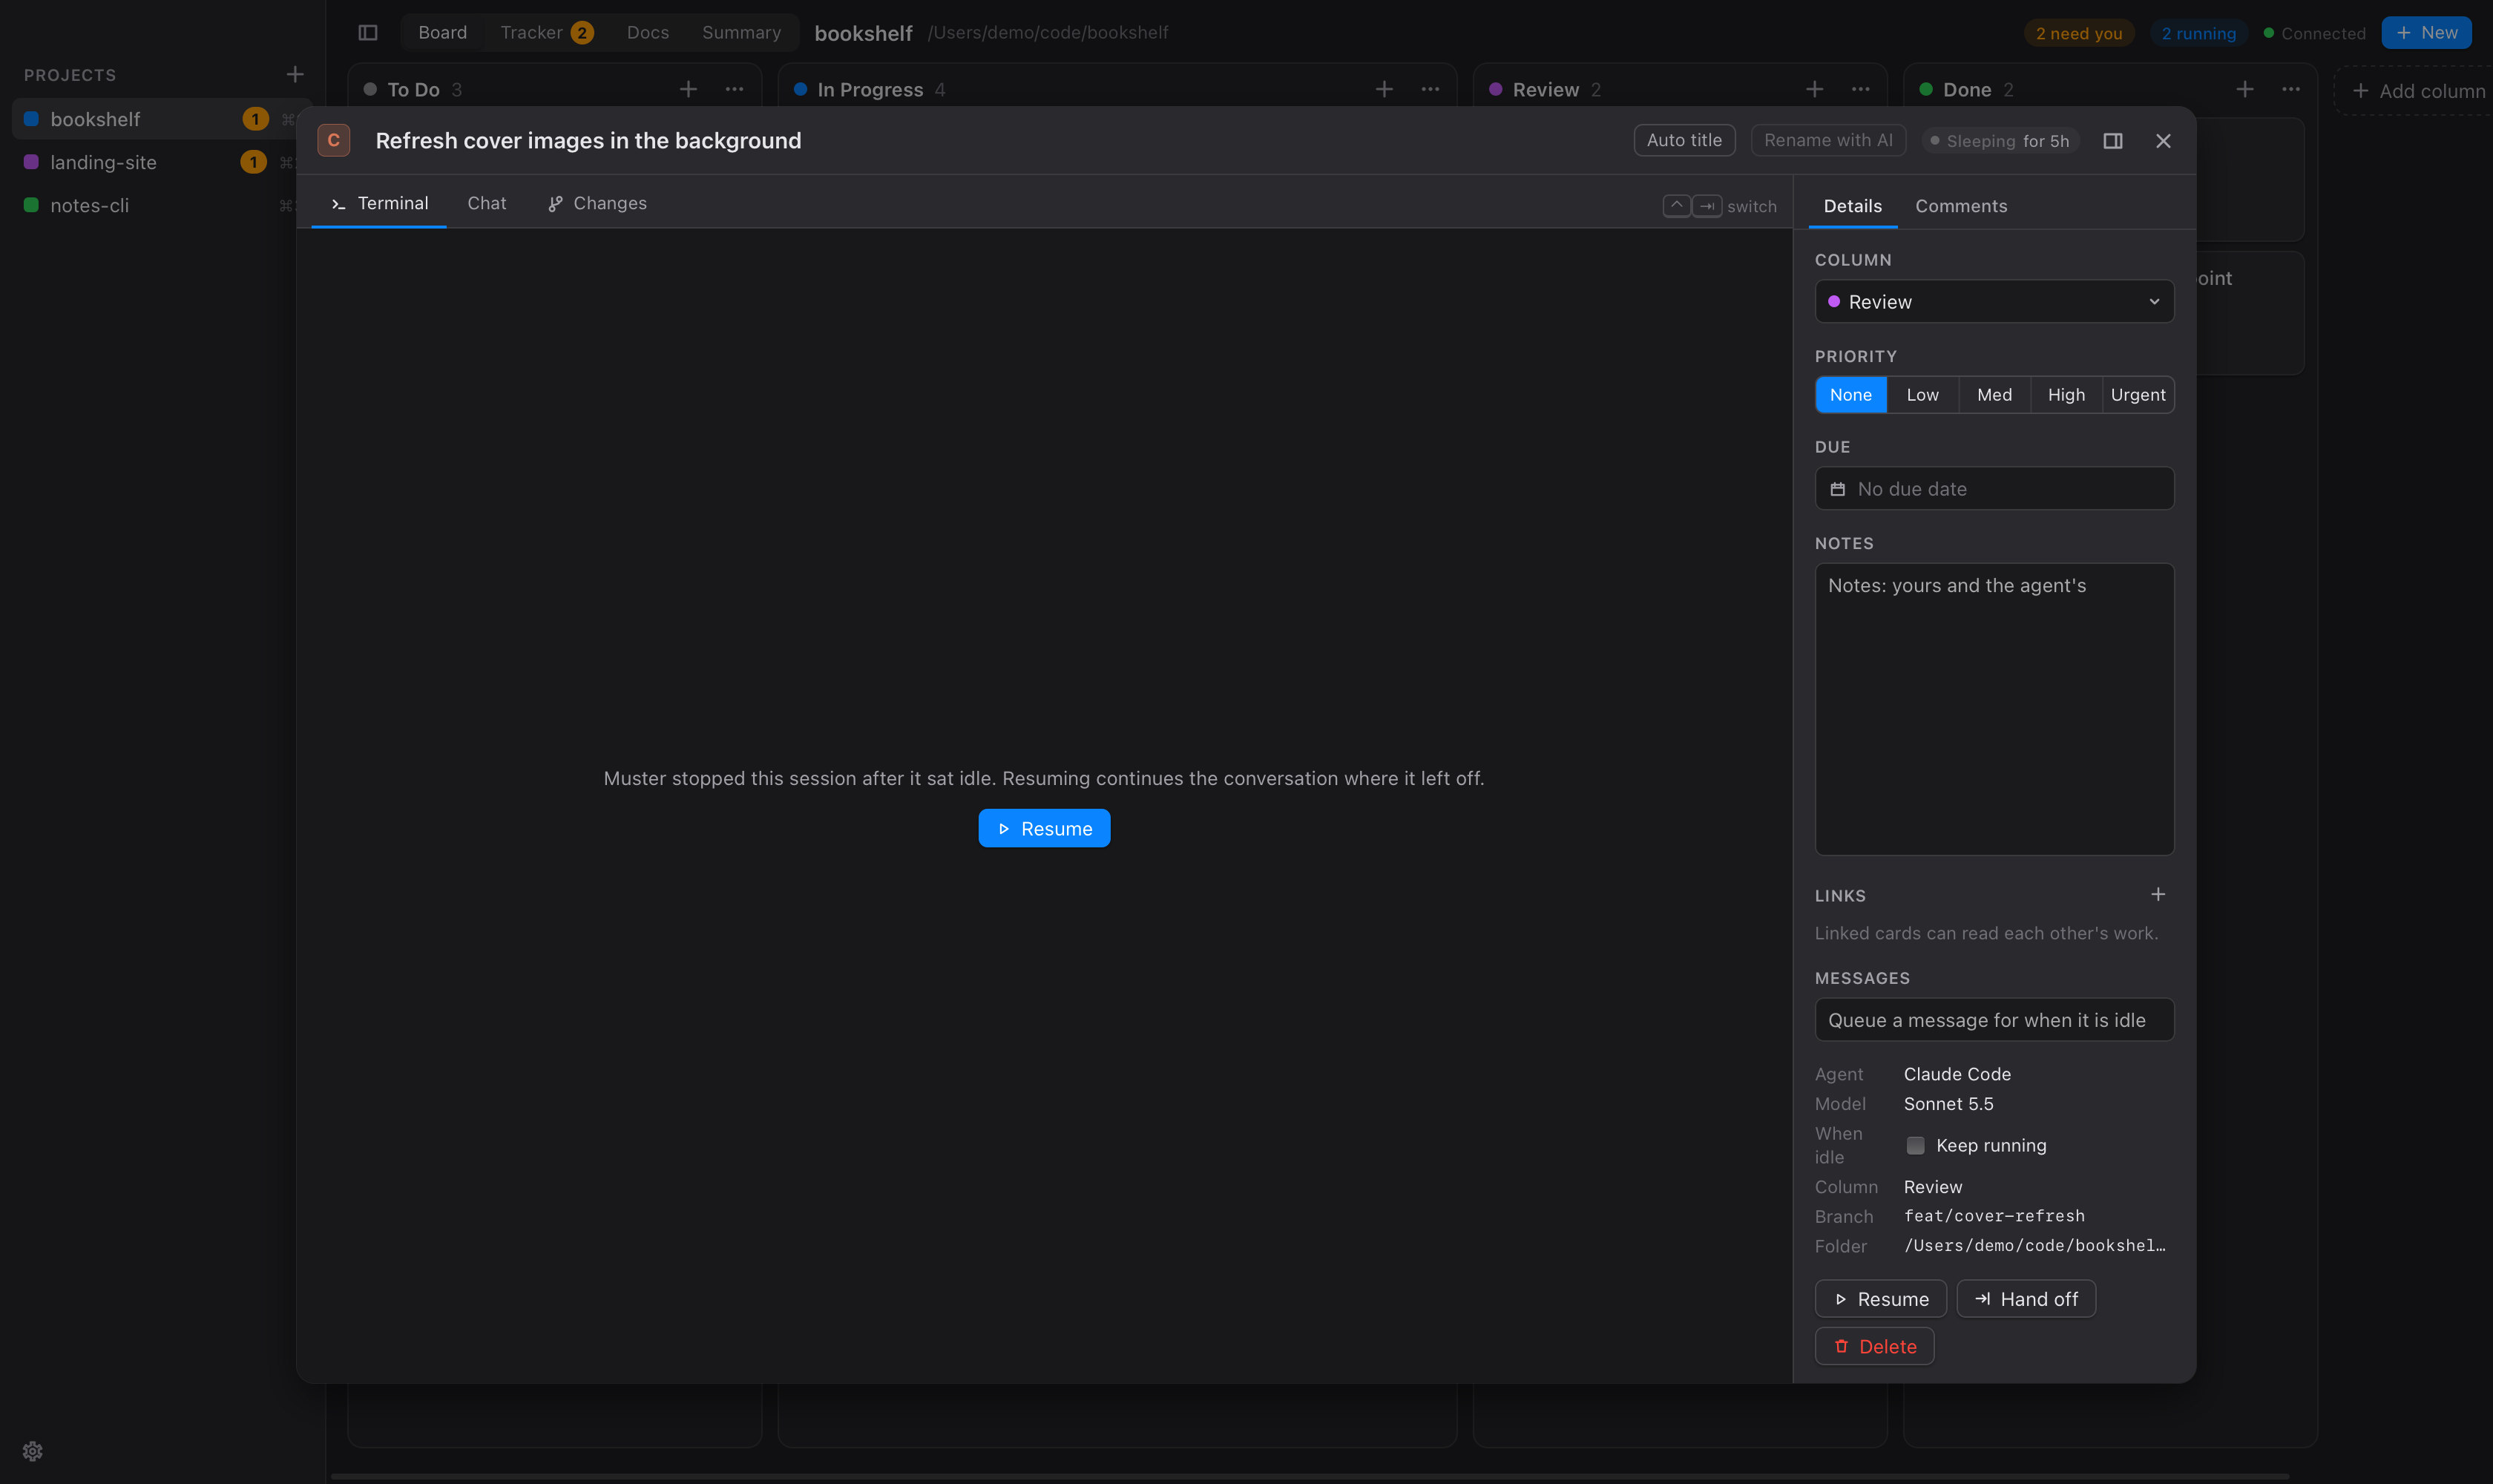 Board
Tracker 2
Docs
Summary
bookshelf /Users/demo/code/bookshelf
2 need you
2 running
Connected
New
PROJECTS
bookshelf 1
landing-site 1
notes-cli
To Do 3
In Progress 4
Review 2
Done 2
Add column
oint
C
Refresh cover images in the background
Auto title
Rename with AI
Sleeping for 5h
Terminal
Chat
Changes
switch
Muster stopped this session after it sat idle. Resuming continues the conversation where it left off.
Resume
Details
Comments
COLUMN
Review
PRIORITY
None Low Med High Urgent
DUE
No due date
NOTES
Notes: yours and the agent's
LINKS
Linked cards can read each other's work.
MESSAGES
Queue a message for when it is idle
Agent Claude Code
Model Sonnet 5.5
When
idle
Keep running
Column Review
Branch feat/cover-refresh
Folder /Users/demo/code/bookshel…
Resume
Hand off
Delete